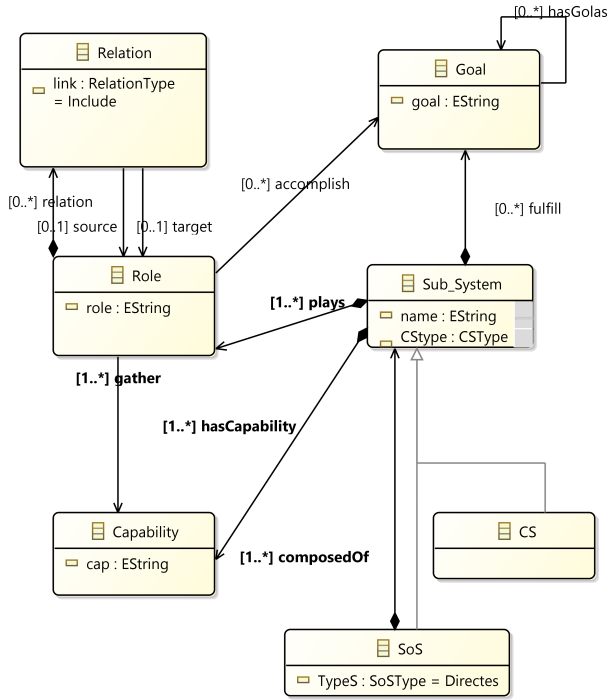 [0..*] hasGolas
Relation
link : RelationType
= Include
Goal
goal : EString
[0..*] accomplish
[0..*] relation
[0..1] source
[0..1] target
[0..*] fulfill
Role
role : EString
Sub_System
name : EString
CStype : CSType
[1..*] plays
[1..*] gather
[1..*] hasCapability
Capability
cap : EString
CS
[1..*] composedOf
SoS
TypeS : SoSType = Directes